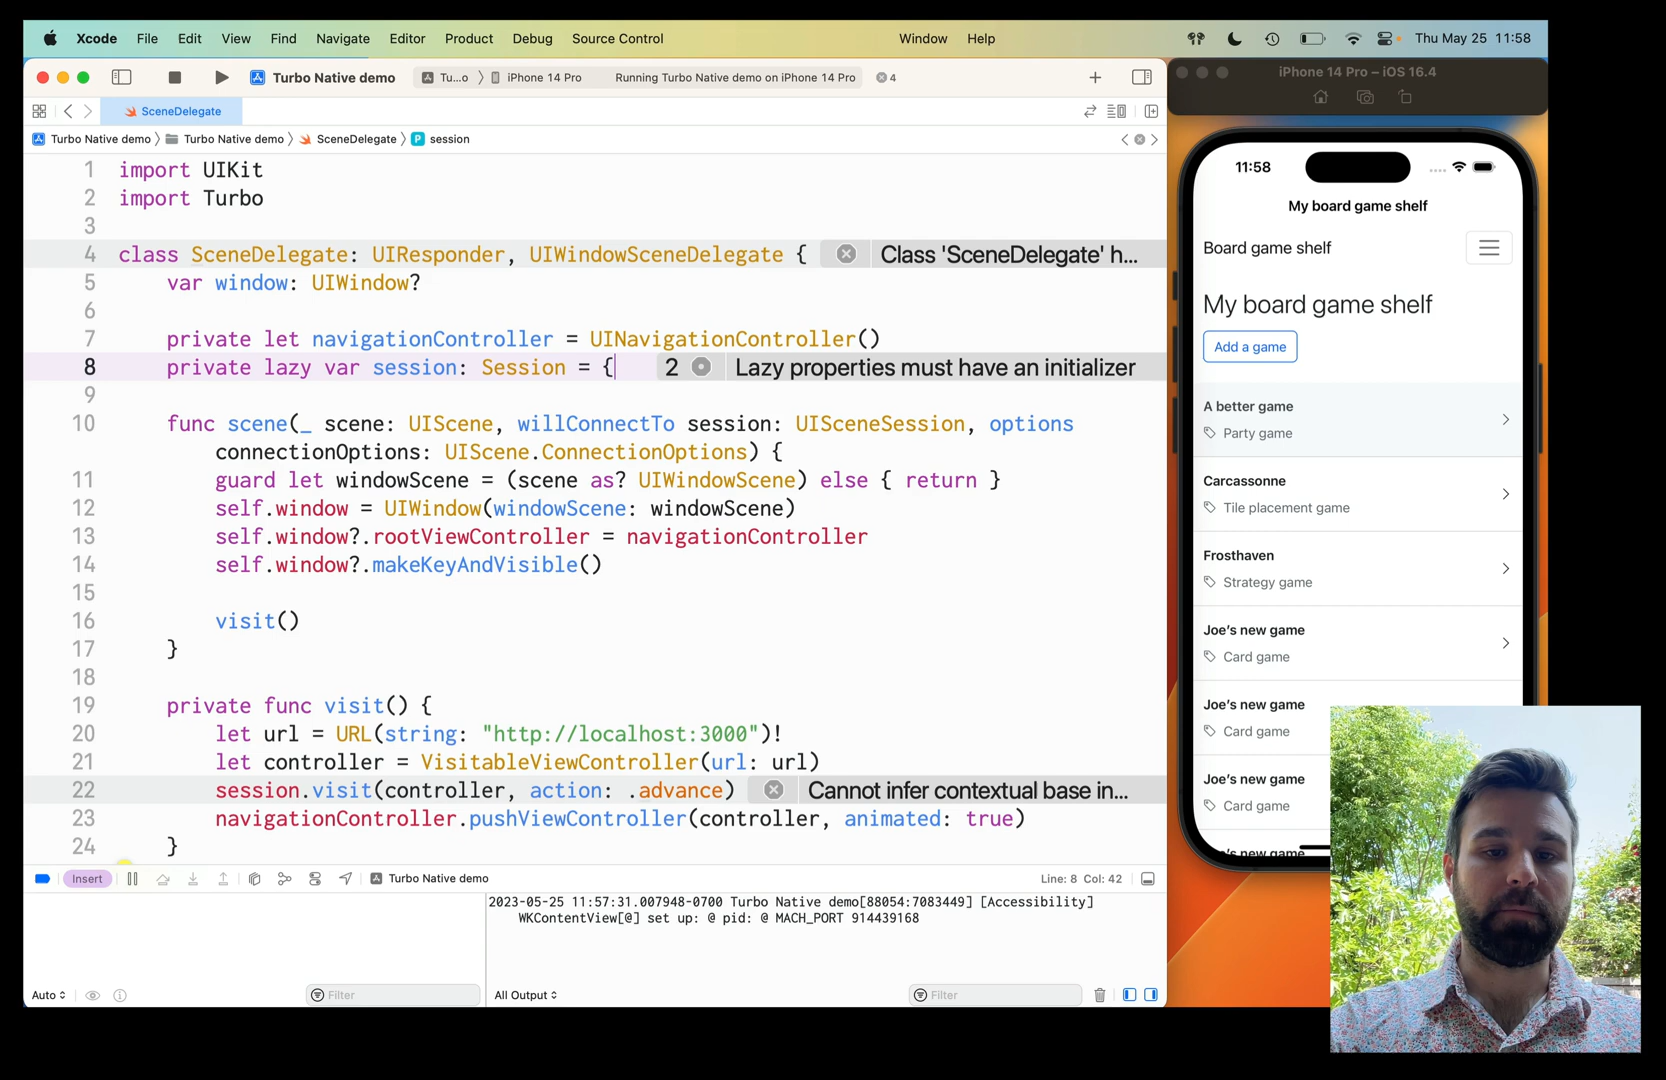 Xcode File Edit View Find Navigate Editor Product Debug Source Control Window Help Thu May 25 11:58
Turbo Native demo Tu...o iPhone 14 Pro Running Turbo Native demo on iPhone 14 Pro 4
SceneDelegate
Turbo Native demo Turbo Native demo SceneDelegate P session
1 import UIKit
2 import Turbo
3
4 class SceneDelegate: UIResponder, UIWindowSceneDelegate { Class 'SceneDelegate' h...
5 var window: UIWindow?
6
7 private let navigationController = UINavigationController()
8 private lazy var session: Session = { 2 Lazy properties must have an initializer
9
10 func scene(_ scene: UIScene, willConnectTo session: UISceneSession, options
connectionOptions: UIScene.ConnectionOptions) {
11 guard let windowScene = (scene as? UIWindowScene) else { return }
12 self.window = UIWindow(windowScene: windowScene)
13 self.window?.rootViewController = navigationController
14 self.window?.makeKeyAndVisible()
15
16 visit()
17 }
18
19 private func visit() {
20 let url = URL(string: "http://localhost:3000")!
21 let controller = VisitableViewController(url: url)
22 session.visit(controller, action: .advance) Cannot infer contextual base in...
23 navigationController.pushViewController(controller, animated: true)
24 }
Insert Turbo Native demo Line: 8 Col: 42
2023-05-25 11:57:31.007948-0700 Turbo Native demo[88054:7083449] [Accessibility]
WKContentView[@] set up: @ pid: @ MACH_PORT 914439168
Auto Filter All Output Filter
iPhone 14 Pro – iOS 16.4
11:58
My board game shelf
Board game shelf
My board game shelf
Add a game
A better game
Party game
Carcassonne
Tile placement game
Frosthaven
Strategy game
Joe's new game
Card game
Joe's new game
Card game
Joe's new game
Card game
's new game